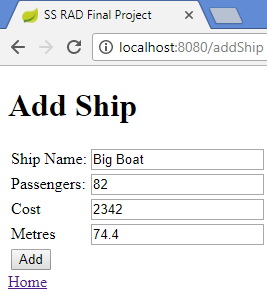 SS RAD Final Project
localhost:8080/addShip
Add Ship
Ship Name: Big Boat
Passengers: 82
Cost 2342
Metres 74.4
Add
Home